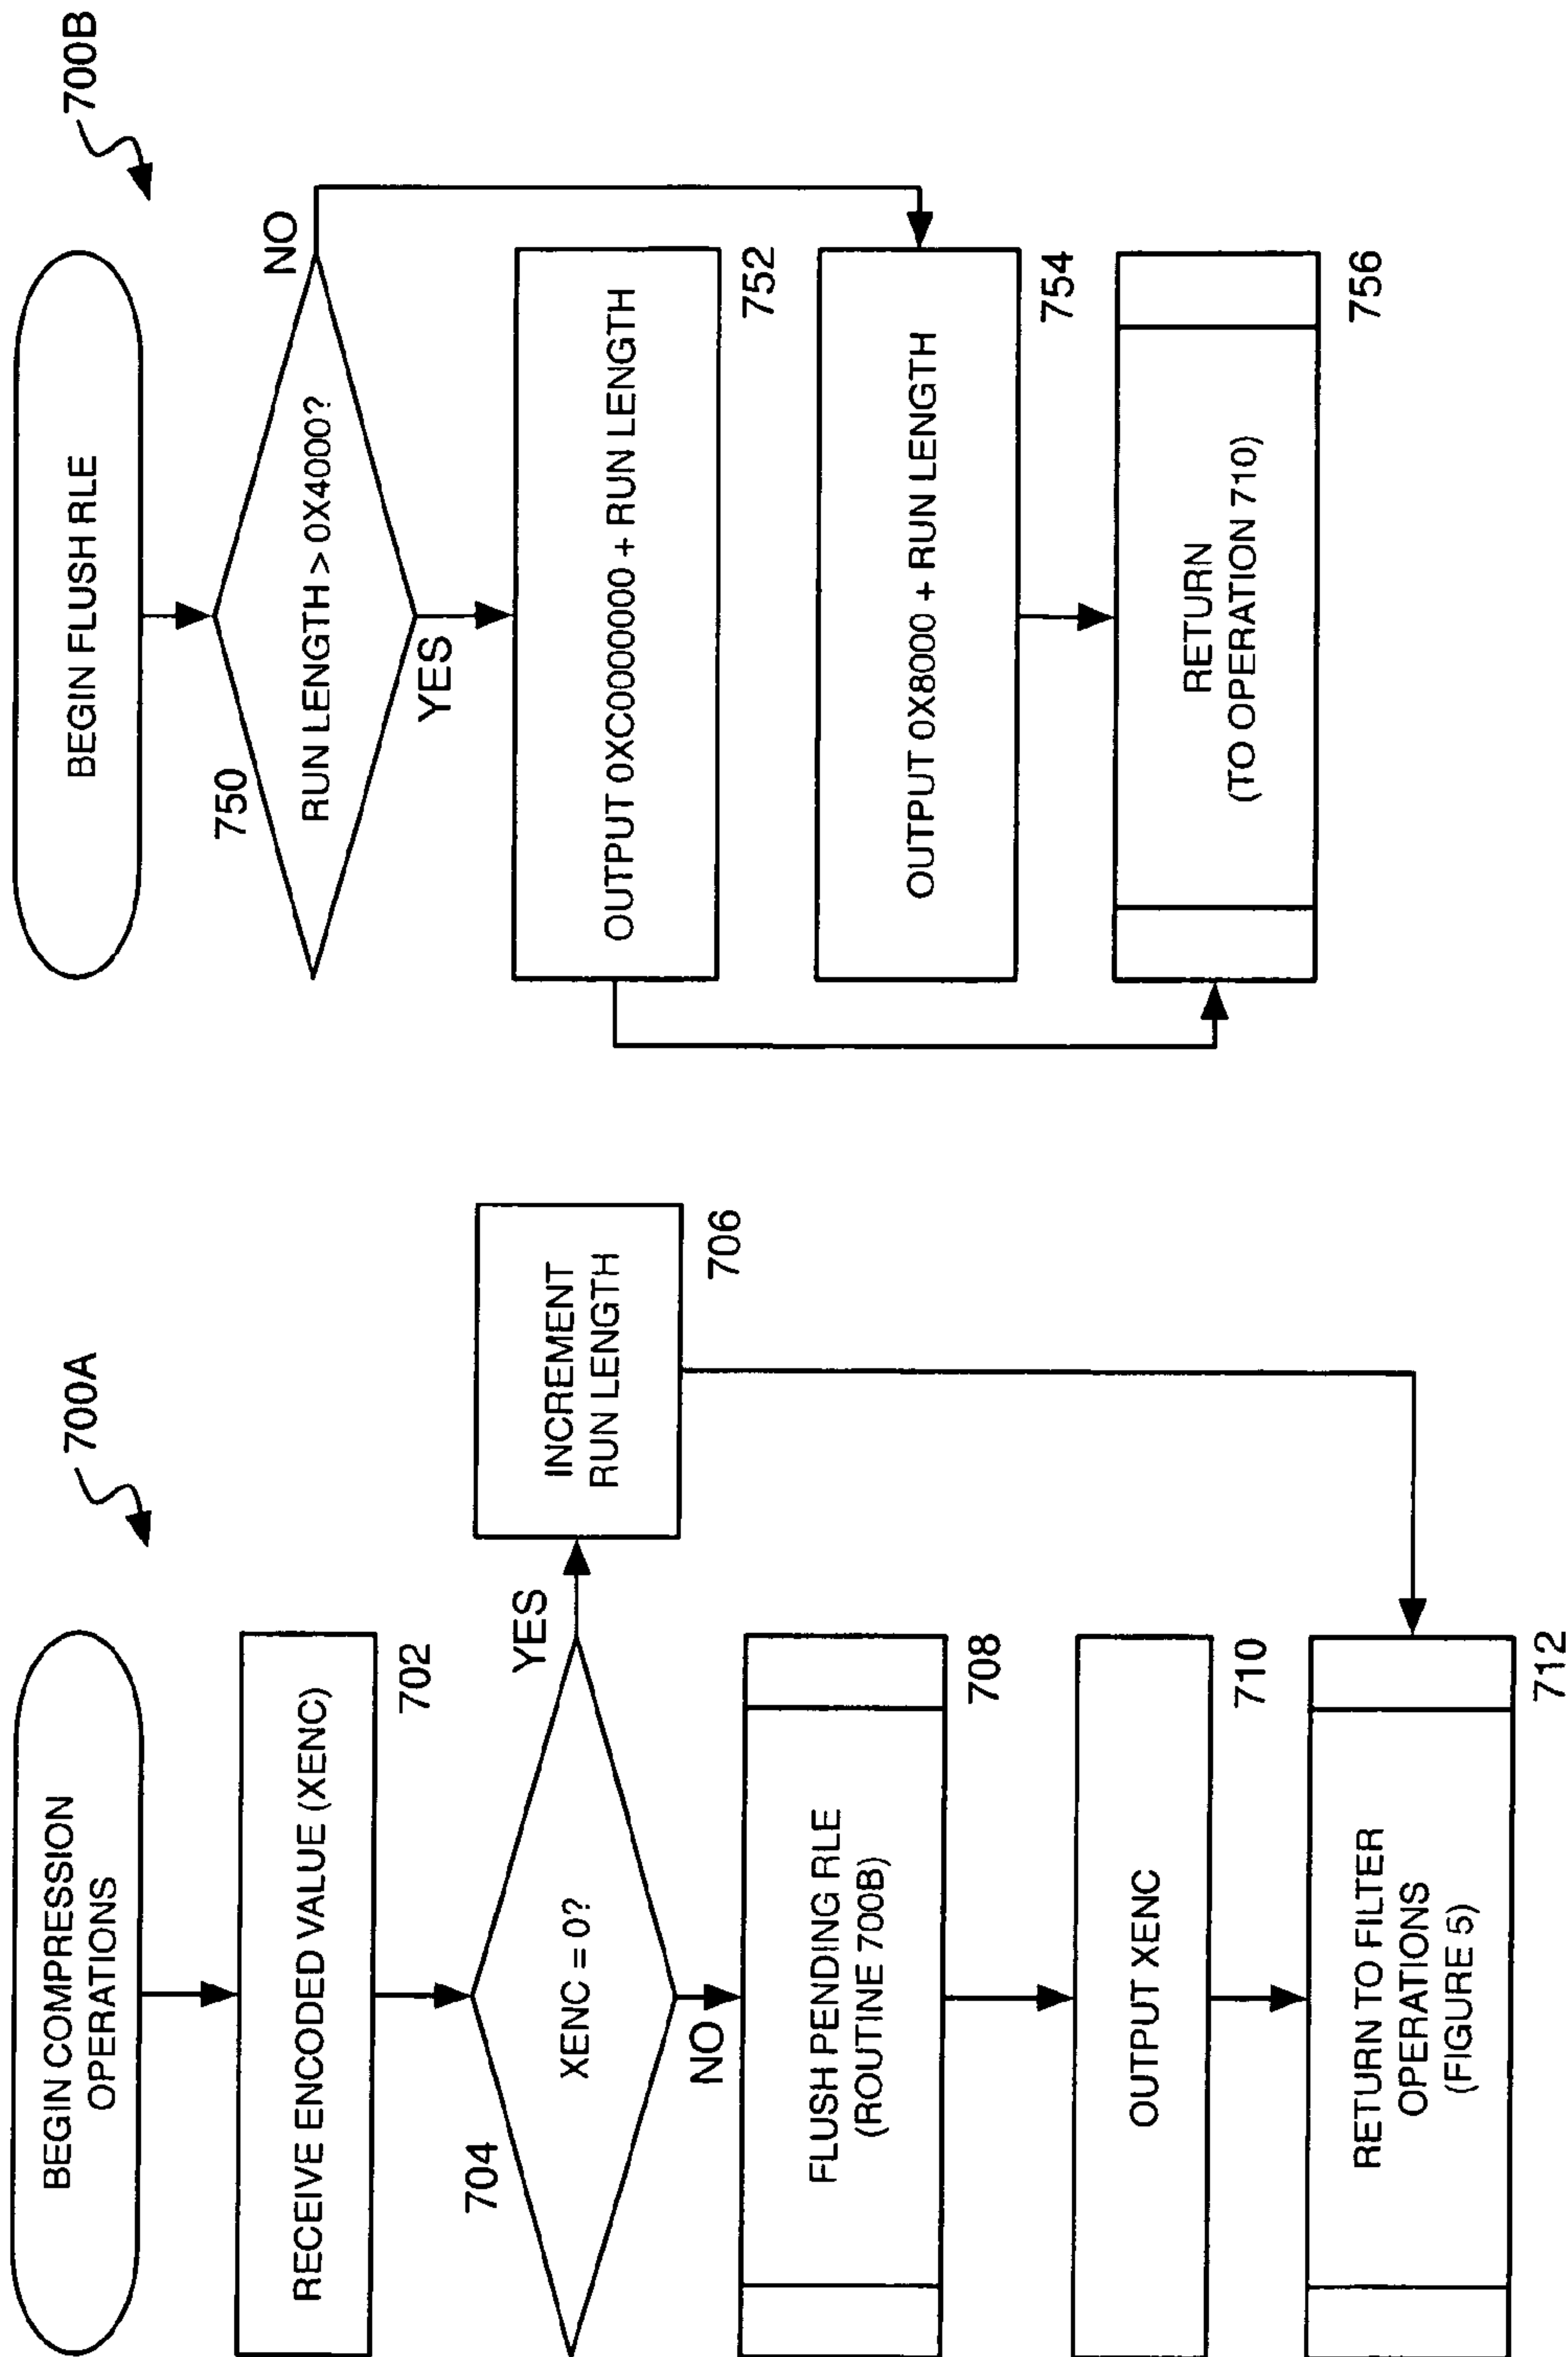 700A
BEGIN COMPRESSION
OPERATIONS
RECEIVE ENCODED VALUE (XENC)
702
704
XENC = 0?
YES
NO
INCREMENT
RUN LENGTH
706
FLUSH PENDING RLE
(ROUTINE 700B)
708
OUTPUT XENC
710
RETURN TO FILTER
OPERATIONS
(FIGURE 5)
712
700B
BEGIN FLUSH RLE
750
RUN LENGTH > 0X4000?
NO
YES
OUTPUT 0XC0000000 + RUN LENGTH
752
OUTPUT 0X8000 + RUN LENGTH
754
RETURN
(TO OPERATION 710)
756